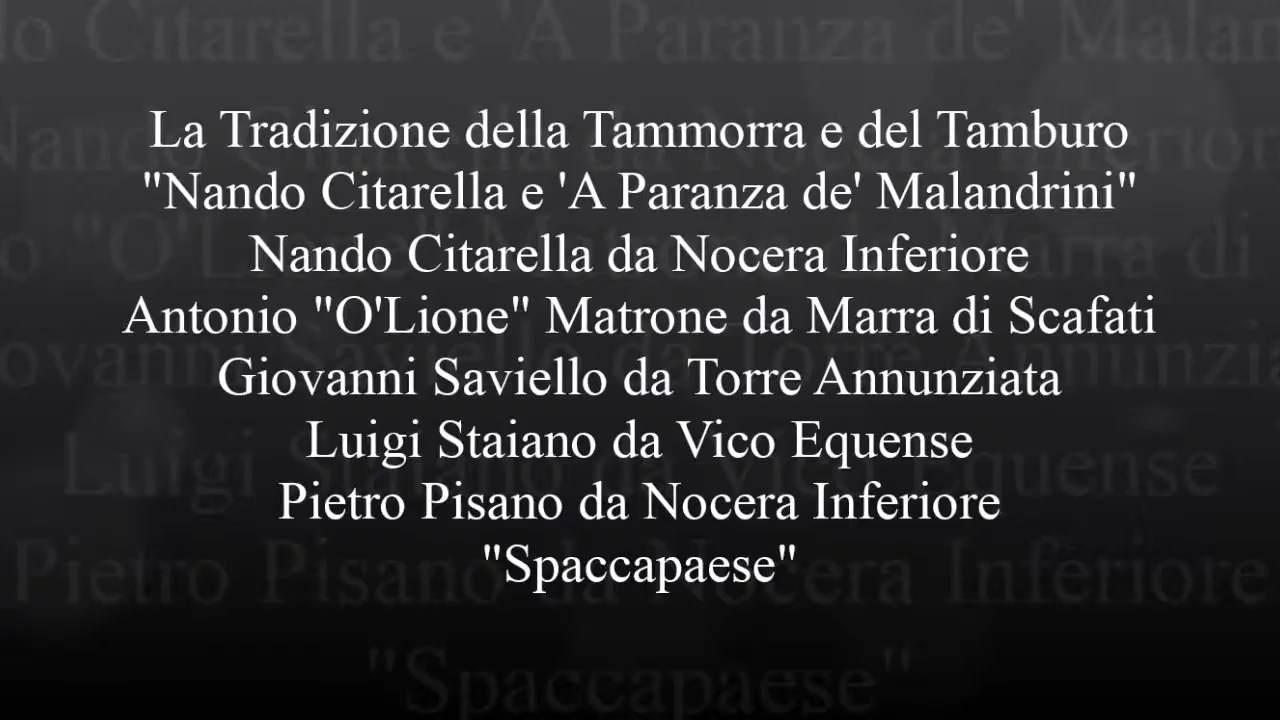 La Tradizione della Tammorra e del Tamburo
"Nando Citarella e 'A Paranza de' Malandrini"
Nando Citarella da Nocera Inferiore
Antonio "O'Lione" Matrone da Marra di Scafati
Giovanni Saviello da Torre Annunziata
Luigi Staiano da Vico Equense
Pietro Pisano da Nocera Inferiore
"Spaccapaese"